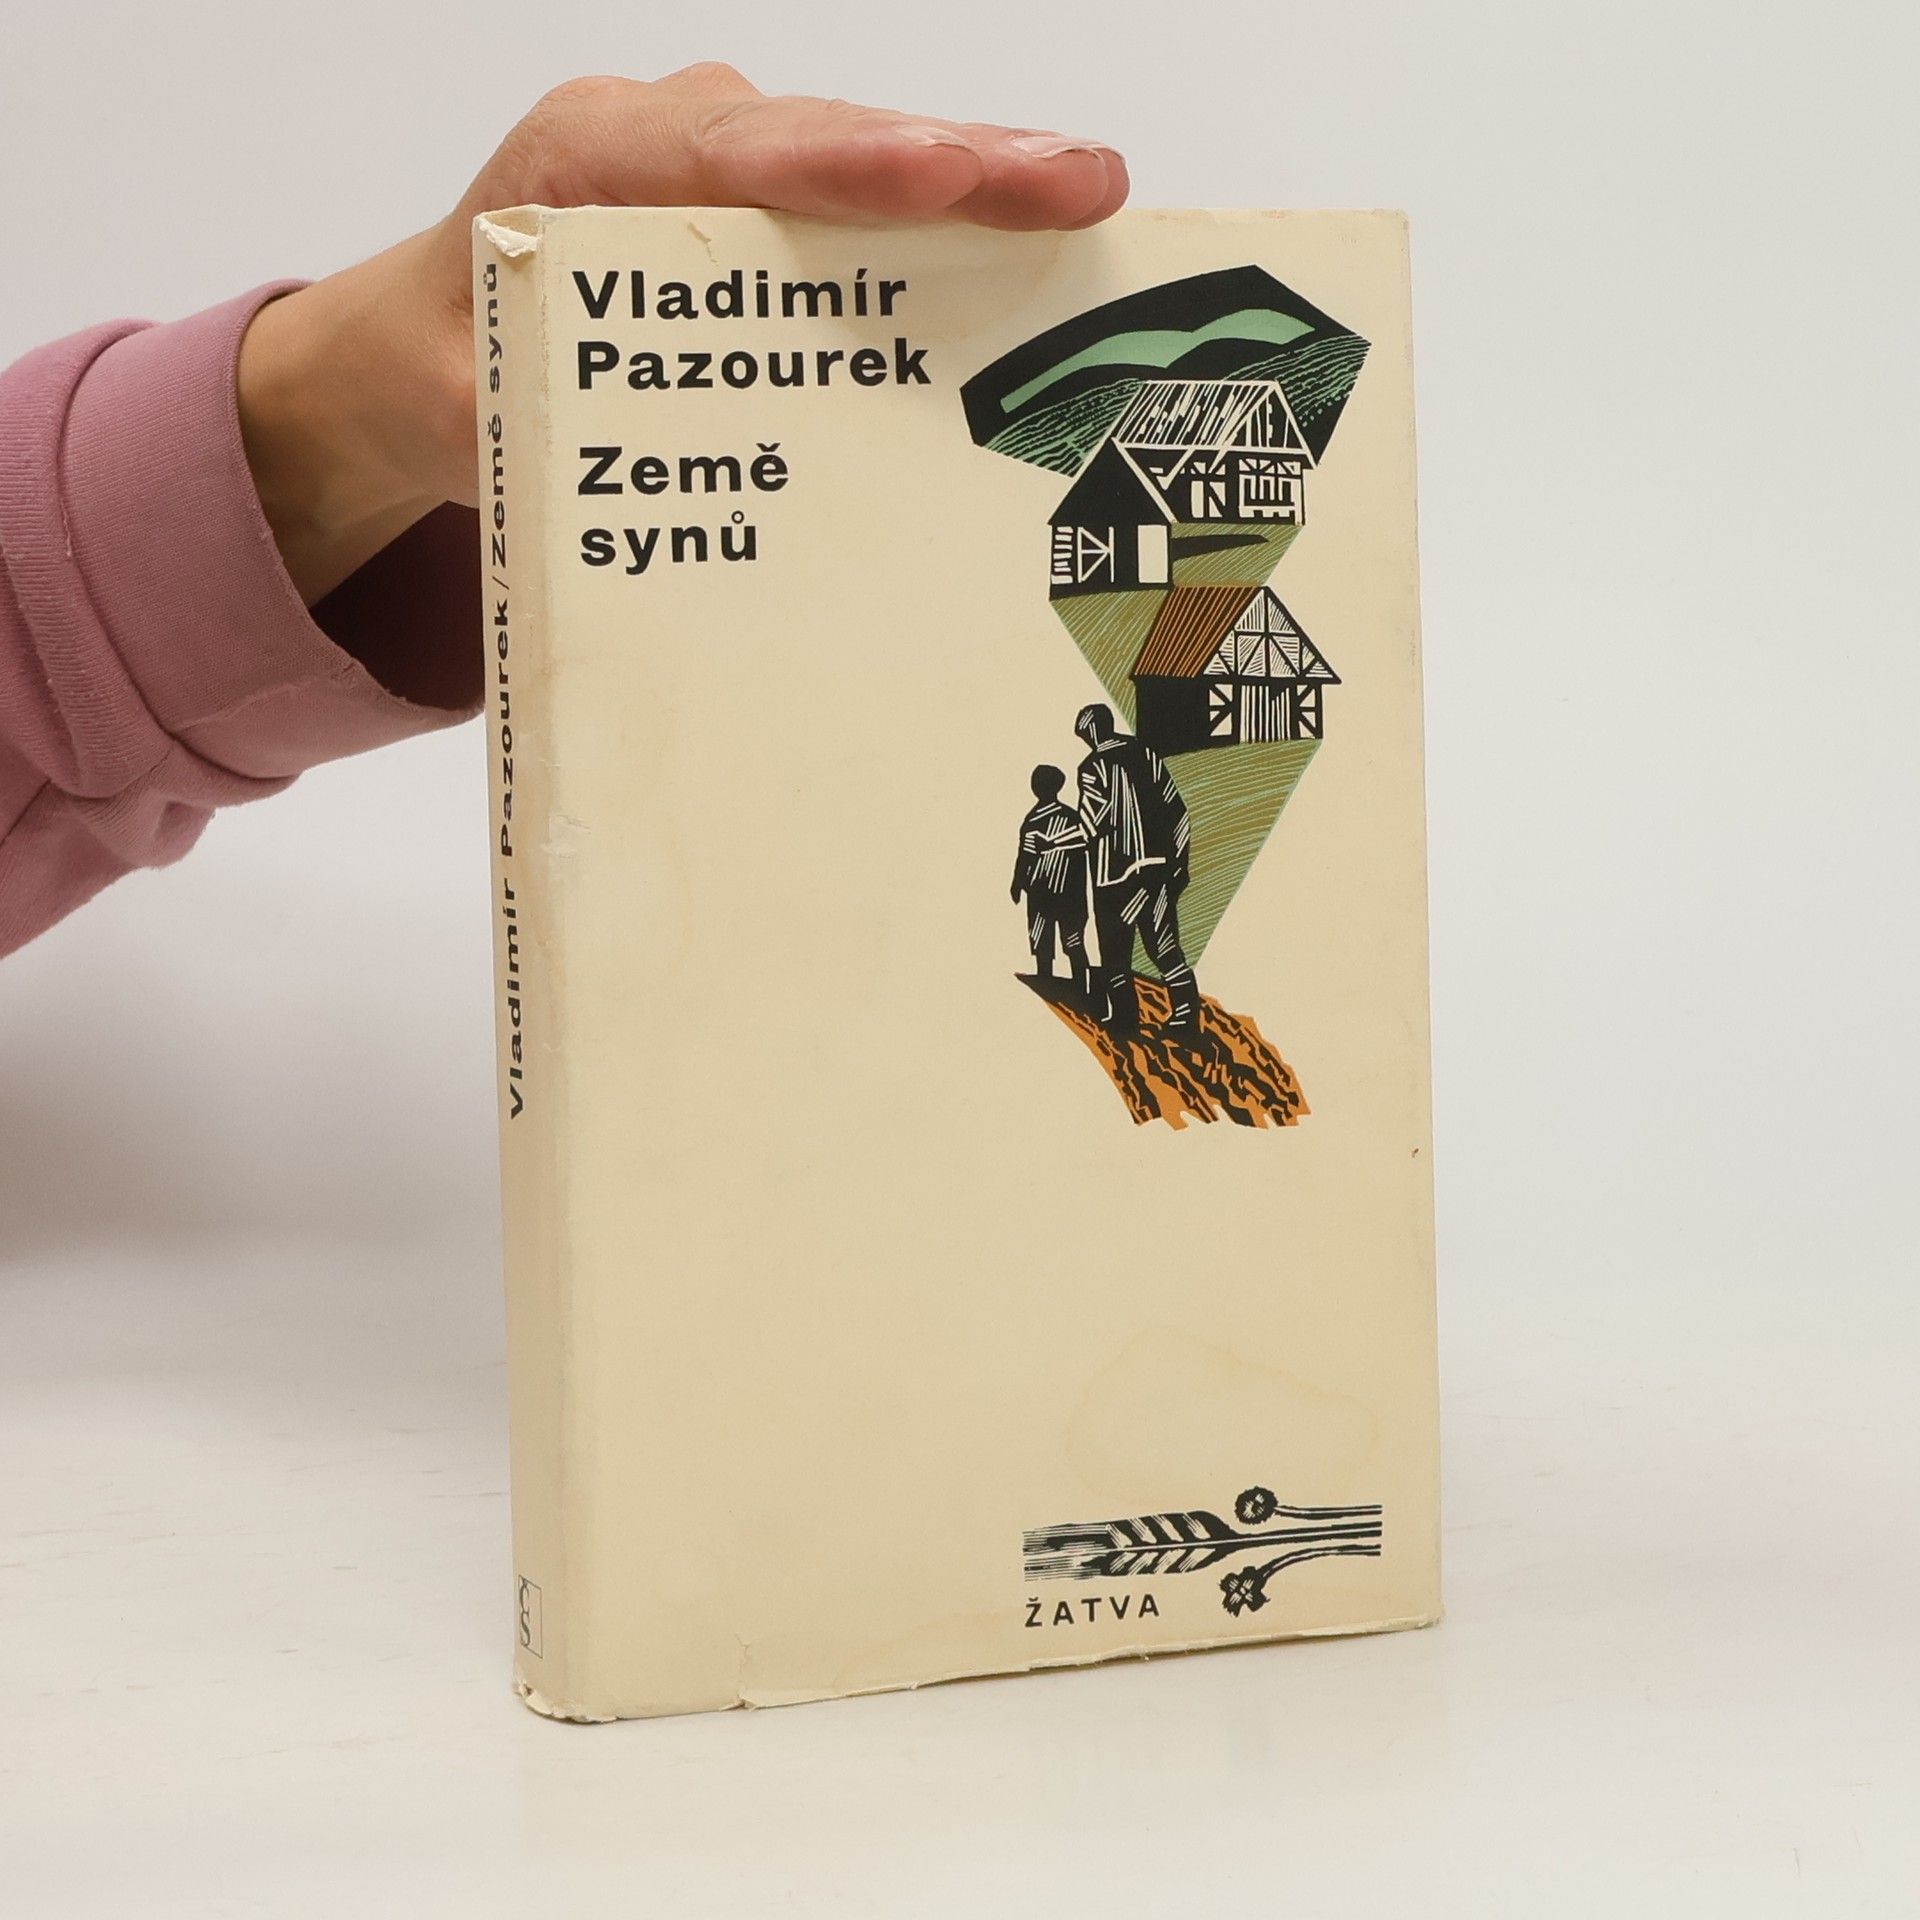 Vladimír
Pazourek
Země
synů
ŽATVA
Vladimír Pazourek/Země synů
ČS